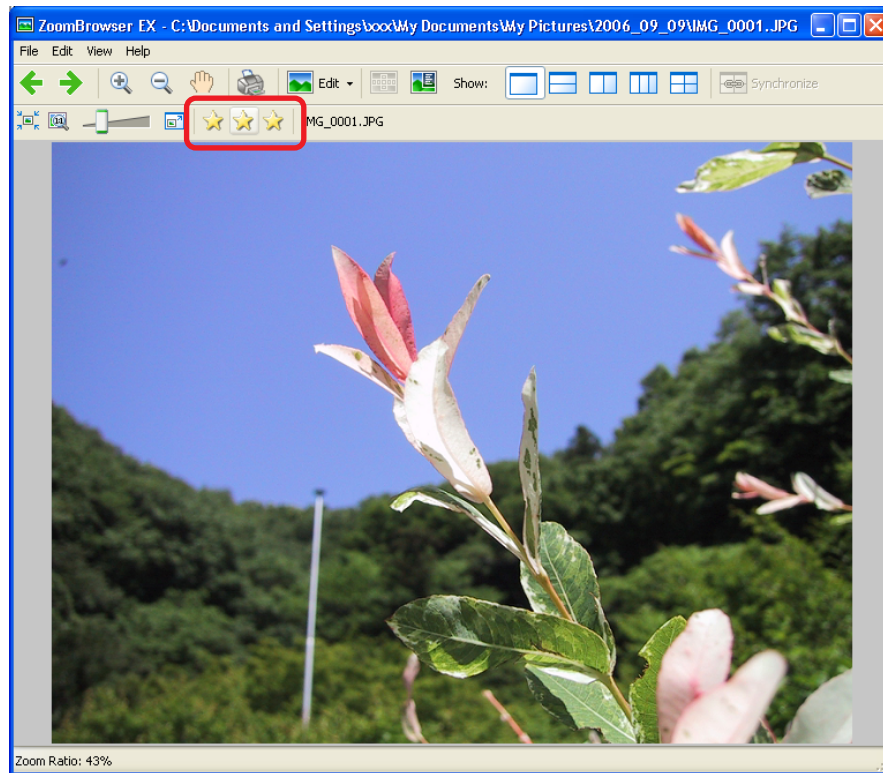 ZoomBrowser EX - C:\Documents and Settings\xxx\My Documents\My Pictures\2006_09_09\IMG_0001.JPG
File Edit View Help
Edit Show: Synchronize
MG_0001.JPG
Zoom Ratio: 43%